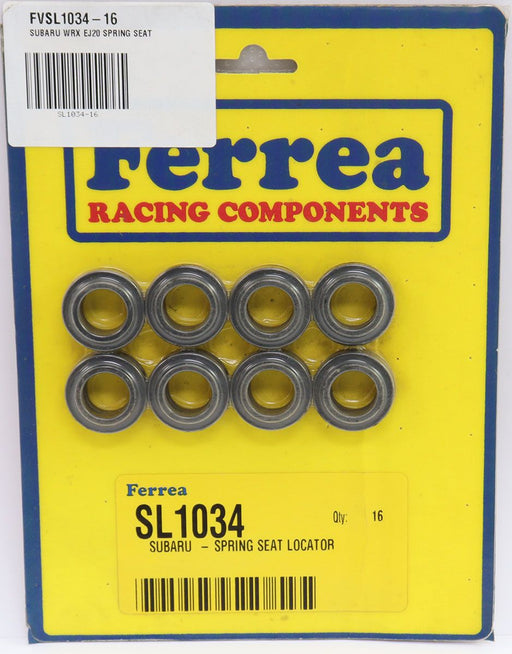 FVSL1034-16
SUBARU WRX EJ20 SPRING SEAT
SL1034-16
Ferrea
RACING COMPONENTS
Ferrea
SL1034
Qty: 16
SUBARU - SPRING SEAT LOCATOR